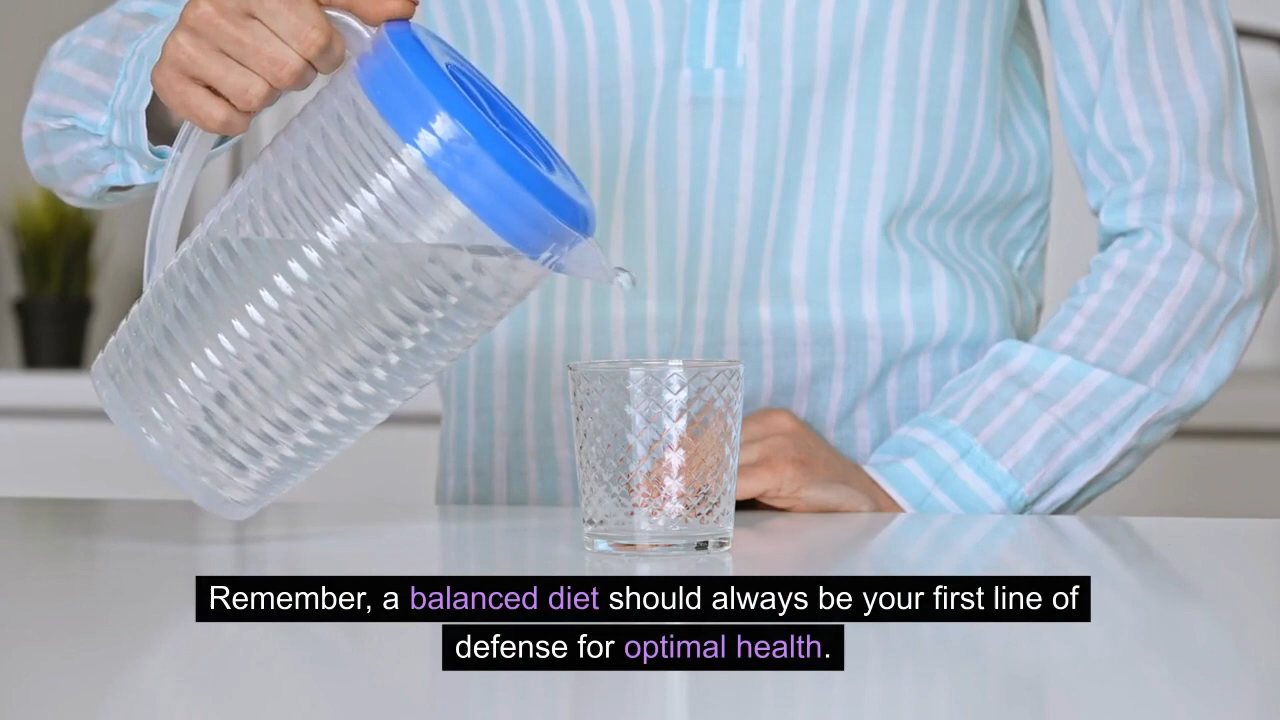 Remember, a balanced diet should always be your first line of
defense for optimal health.